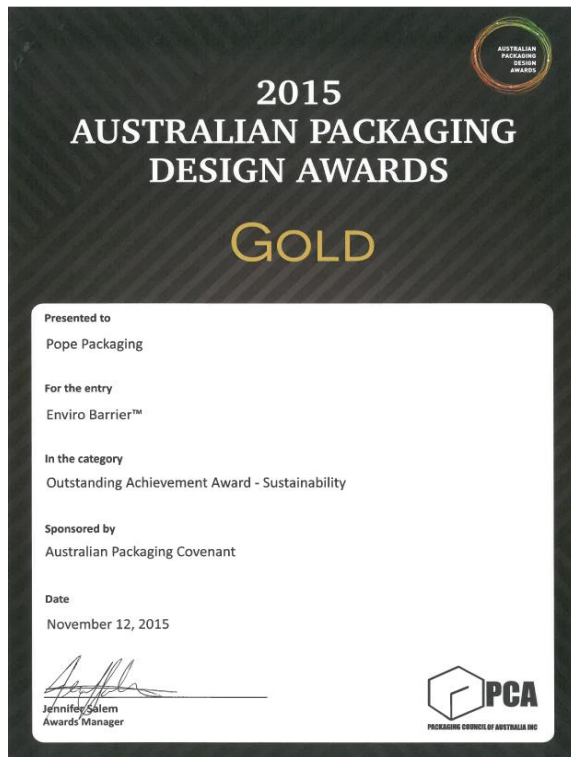 AUSTRALIAN
PACKAGING
DESIGN
AWARDS
2015
AUSTRALIAN PACKAGING
DESIGN AWARDS
GOLD
Presented to
Pope Packaging
For the entry
Enviro Barrier™
In the category
Outstanding Achievement Award - Sustainability
Sponsored by
Australian Packaging Covenant
Date
November 12, 2015
Jennifer Salem
Awards Manager
PCA
PACKAGING COUNCIL OF AUSTRALIA INC